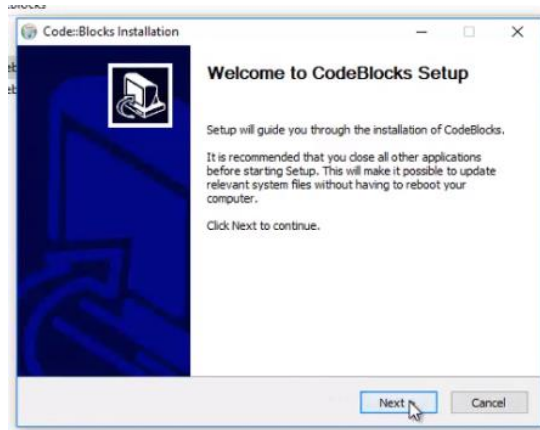 Code::Blocks Installation
Welcome to CodeBlocks Setup
Setup will guide you through the installation of CodeBlocks.
It is recommended that you close all other applications
before starting Setup. This will make it possible to update
relevant system files without having to reboot your
computer.
Click Next to continue.
Next
Cancel